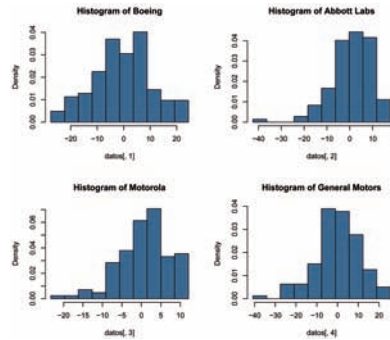 Histogram of Boeing
Density
0.00 0.01 0.02 0.03 0.04
−20 −10 0 10 20
datos[, 1]
Histogram of Abbott Labs
Density
0.00 0.01 0.02 0.03 0.04
−40 −30 −20 −10 0 10
datos[, 2]
Histogram of Motorola
Density
0.00 0.02 0.04 0.06
−20 −15 −10 −5 0 5 10
datos[, 3]
Histogram of General Motors
Density
0.00 0.01 0.02 0.03 0.04
−40 −30 −20 −10 0 10 20
datos[, 4]